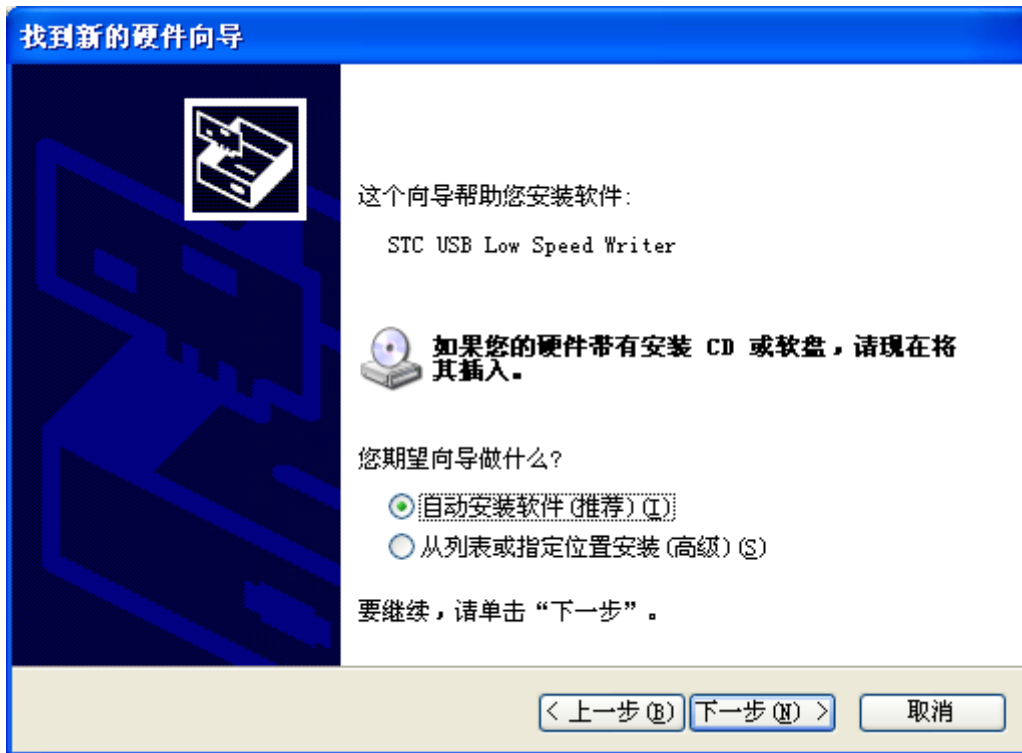 找到新的硬件向导
这个向导帮助您安装软件:
STC USB Low Speed Writer
如果您的硬件带有安装 CD 或软盘，请现在将
其插入。
您期望向导做什么?
自动安装软件(推荐)(I)
从列表或指定位置安装(高级)(S)
要继续，请单击“下一步”。
< 上一步(B) 下一步(N) > 取消